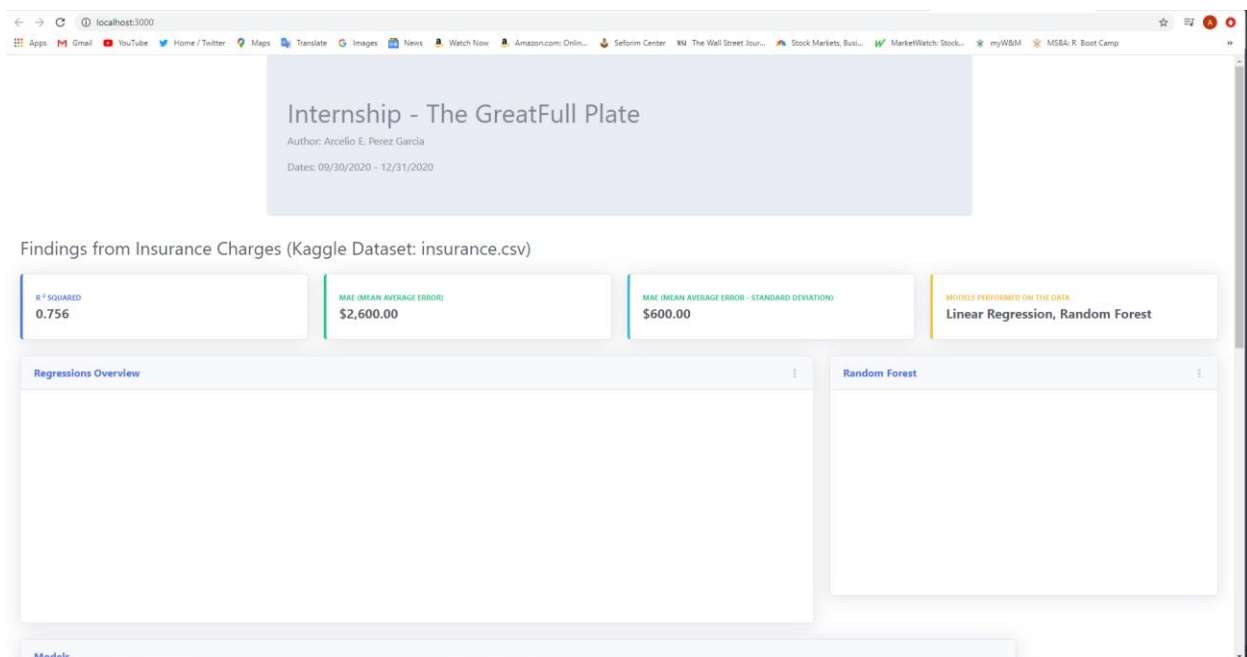 localhost:3000
Apps Gmail YouTube Home / Twitter Maps Translate Images News Watch Now Amazon.com: Onlin... Seforim Center The Wall Street Jour... Stock Markets, Busi... MarketWatch: Stock... myW&M MSBA: R Boot Camp »
Internship - The GreatFull Plate
Author: Arcelio E. Perez Garcia
Dates: 09/30/2020 - 12/31/2020
Findings from Insurance Charges (Kaggle Dataset: insurance.csv)
R ² SQUARED
0.756
MAE (MEAN AVERAGE ERROR)
$2,600.00
MAE (MEAN AVERAGE ERROR - STANDARD DEVIATION)
$600.00
MODELS PERFORMED ON THE DATA
Linear Regression, Random Forest
Regressions Overview
Random Forest
Models